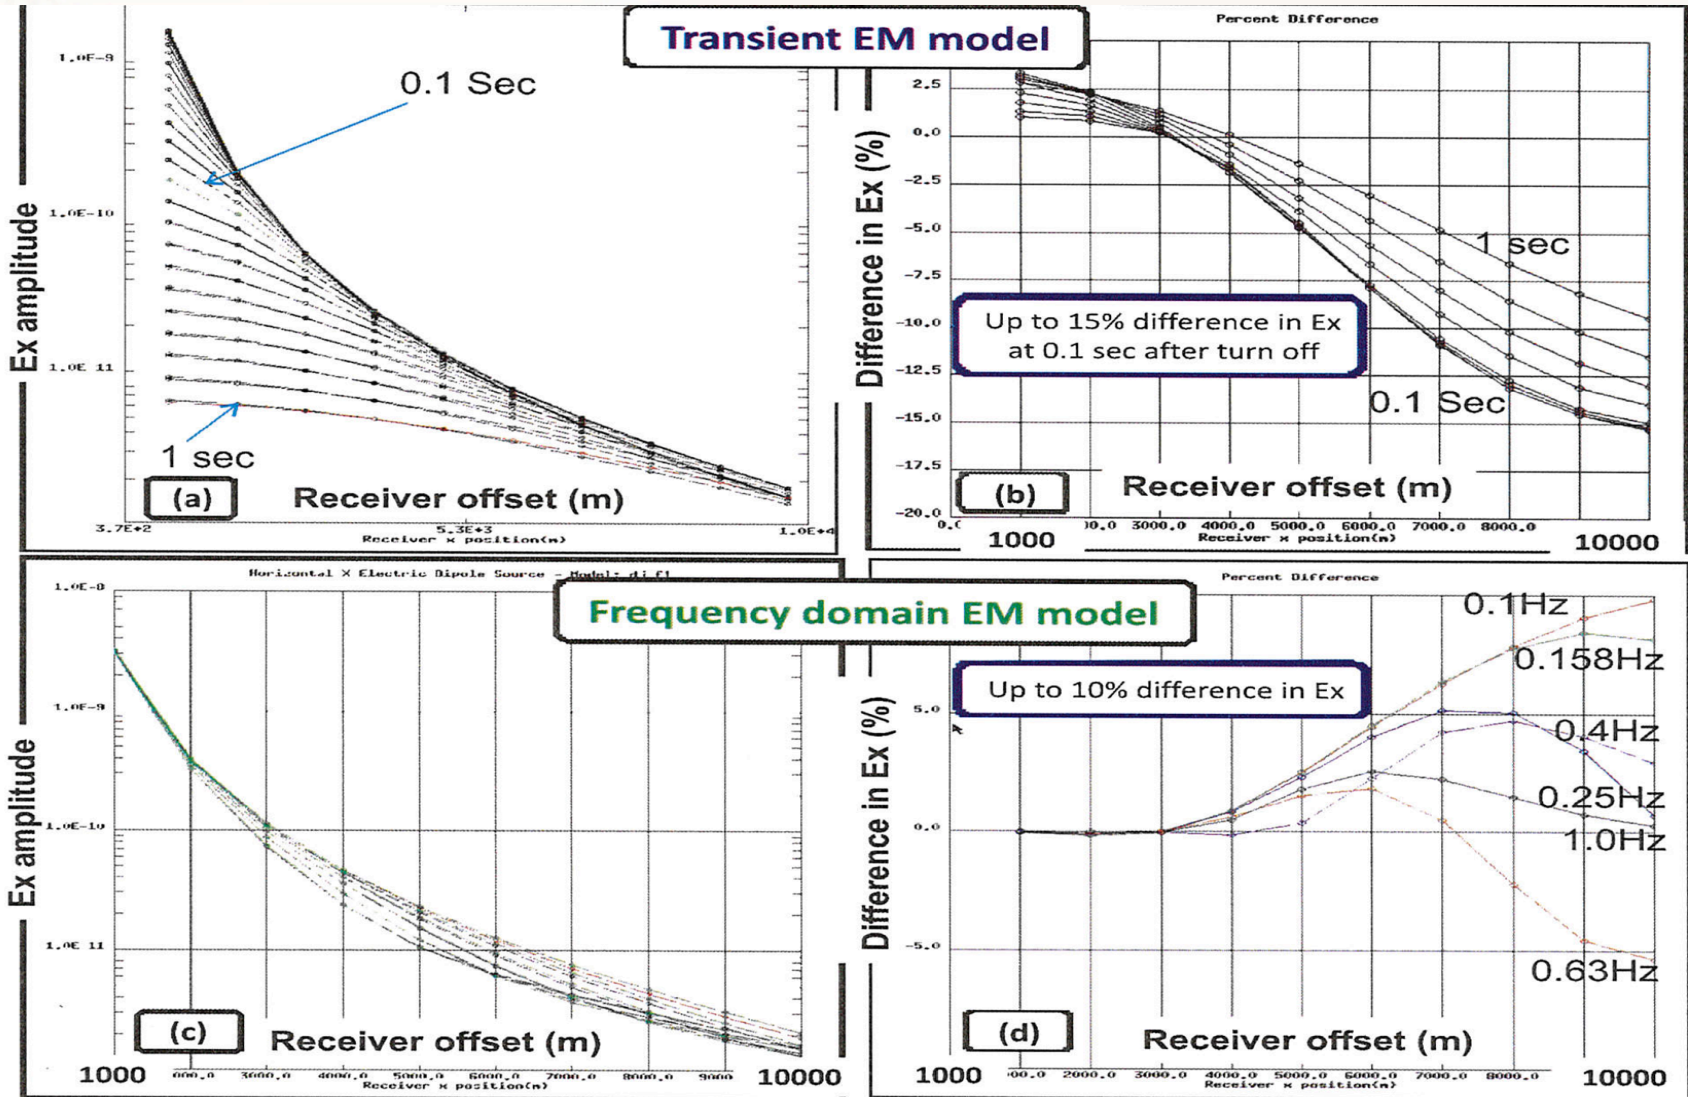 Transient EM model
1.0E-9
0.1 Sec
1.0E-10
1.0E 11
1 sec
Ex amplitude
(a)
Receiver offset (m)
3.7E+2
5.3E+3
1.0E+4
Receiver x position(m)
Percent Difference
2.5
0.0
-2.5
-5.0
-7.5
-10.0
-12.5
-15.0
-17.5
-20.0
Difference in Ex (%)
1 sec
Up to 15% difference in Ex
at 0.1 sec after turn off
0.1 Sec
(b)
Receiver offset (m)
3000.0 4000.0 5000.0 6000.0 7000.0 8000.0
Receiver x position(m)
1000
10000
Horizontal X Electric Dipole Source - Model:
Frequency domain EM model
1.0E-8
1.0E-9
1.0E-10
1.0E 11
Ex amplitude
(c)
Receiver offset (m)
1000
3000.0 4000.0 5000.0 6000.0 7000.0 8000.0
10000
Receiver x position(m)
Percent Difference
0.1Hz
0.158Hz
Up to 10% difference in Ex
5.0
0.4Hz
0.25Hz
0.0
1.0Hz
-5.0
0.63Hz
Difference in Ex (%)
(d)
Receiver offset (m)
1000
2000.0 3000.0 4000.0 5000.0 6000.0 7000.0 8000.0
10000
Receiver x position(m)